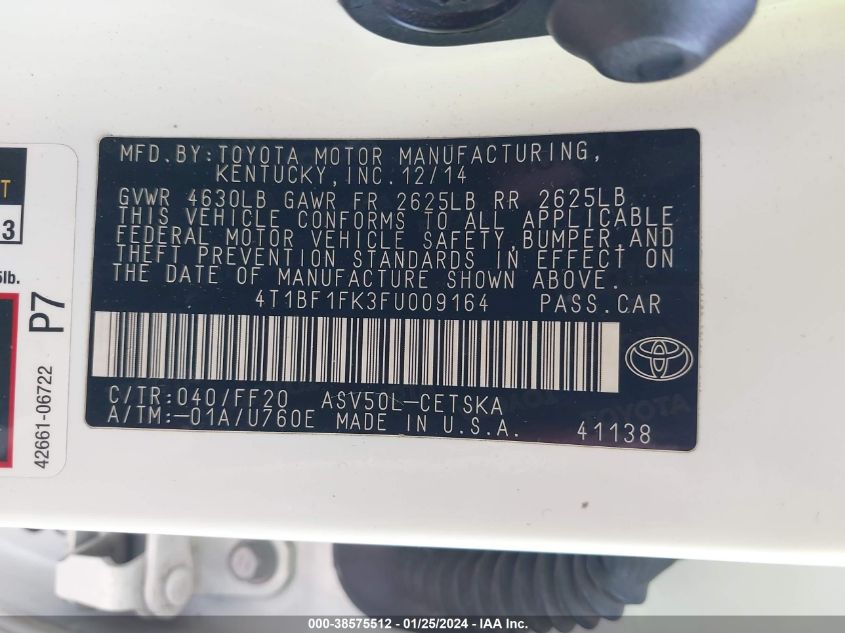 MFD.BY:TOYOTA MOTOR MANUFACTURING,
KENTUCKY,INC.12/14
GVWR 4630LB GAWR FR 2625LB RR 2625LB
THIS VEHICLE CONFORMS TO ALL APPLICABLE
FEDERAL MOTOR VEHICLE SAFETY,BUMPER,AND
THEFT PREVENTION STANDARDS IN EFFECT ON
THE DATE OF MANUFACTURE SHOWN ABOVE.
4T1BF1FK3FU009164 PASS.CAR
C/TR:040/FF20 ASV50L-CETSKA
A/TM:-01A/U760E MADE IN U.S.A. 41138
TOYOTA
3
lb.
P7
42661-06722
000-38575512 - 01/25/2024 - IAA Inc.